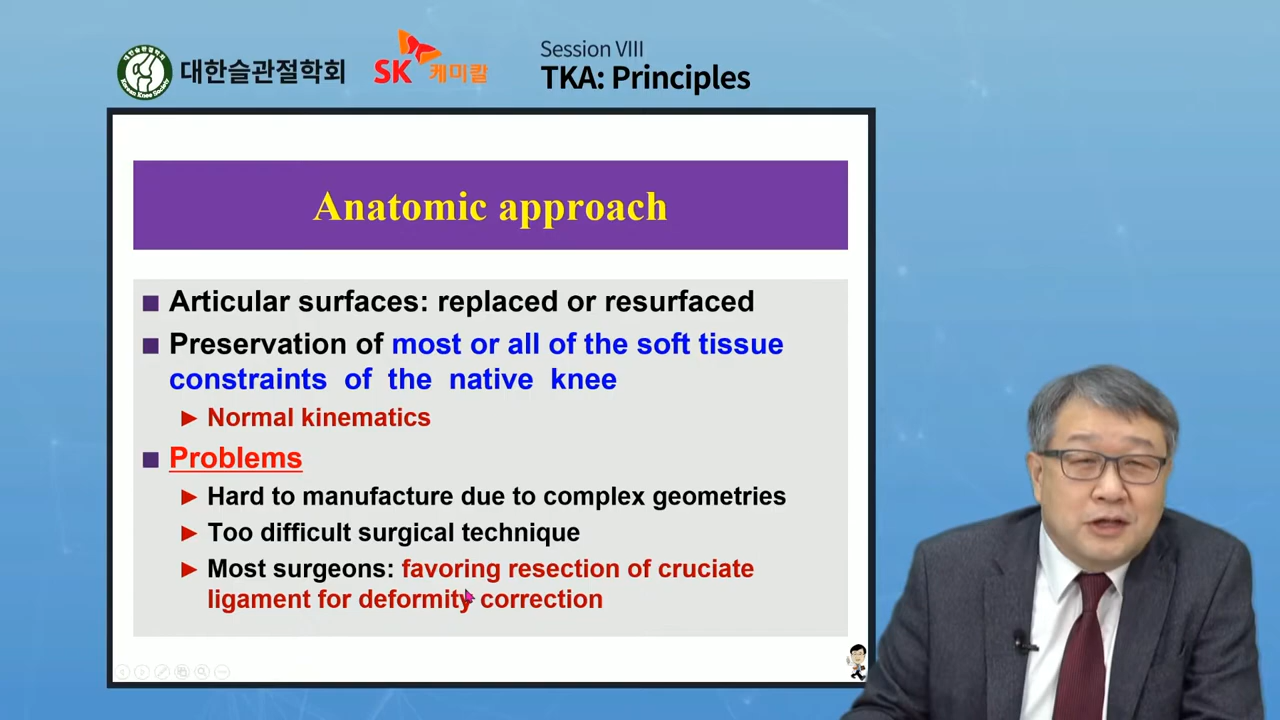 대한슬관절학회
SK 케미칼
Session VIII
TKA: Principles
Anatomic approach
Articular surfaces: replaced or resurfaced
Preservation of most or all of the soft tissue
constraints of the native knee
Normal kinematics
Problems
Hard to manufacture due to complex geometries
Too difficult surgical technique
Most surgeons: favoring resection of cruciate
ligament for deformity correction